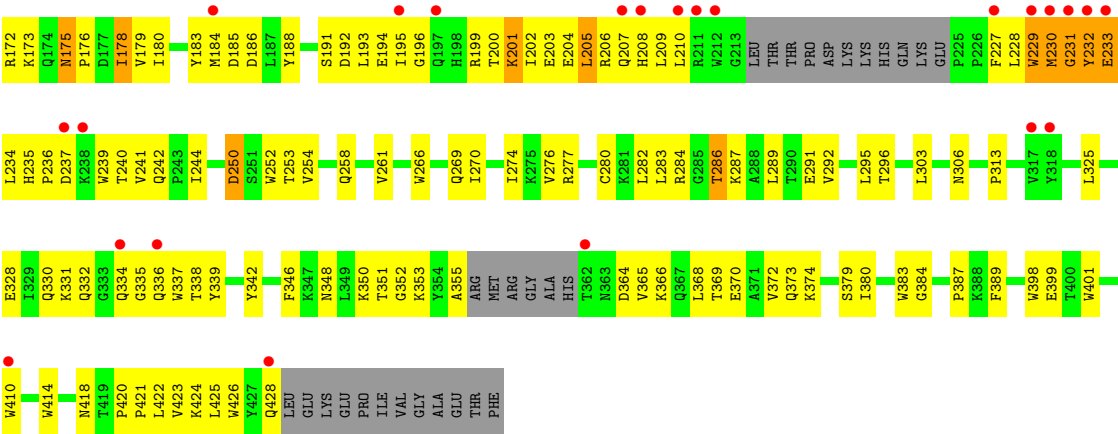 R172 K173 Q174 N175 P176 D177 I178 V179 I180 Y183 M184 D185 D186 L187 Y188 S191 D192 L193 E194 I195 G196 Q197 H198 R199 T200 K201 I202 E203 E204 L205 R206 Q207 H208 L209 L210 R211 W212 G213 LEU THR THR PRO ASP LYS LYS HIS GLN LYS GLU P225 P226 F227 L228 W229 M230 G231 Y232 E233
L234 H235 P236 D237 K238 W239 T240 V241 Q242 P243 I244 D250 S251 W252 T253 V254 Q258 V261 W266 Q269 I270 I274 K275 V276 R277 C280 K281 L282 L283 R284 G285 T286 K287 A288 L289 T290 E291 V292 L295 T296 L303 N306 P313 V317 Y318 L325
E328 I329 Q330 K331 Q332 G333 Q334 G335 Q336 W337 T338 Y339 Y342 F346 K347 N348 L349 K350 T351 G352 K353 Y354 A355 ARG MET ARG GLY ALA HIS T362 N363 D364 V365 K366 Q367 L368 T369 E370 A371 V372 Q373 K374 S379 I380 W383 G384 P387 K388 F389 W398 E399 T400 W401
W410 W414 N418 T419 P420 P421 L422 V423 K424 L425 W426 Y427 Q428 LEU GLU LYS GLU PRO ILE VAL GLY ALA GLU THR PHE